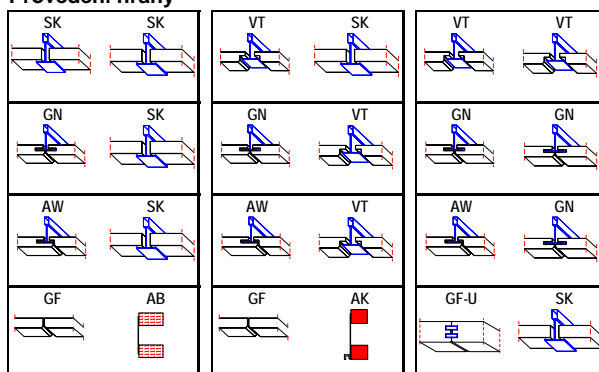 Provedení hrany
SK SK VT SK VT VT
GN SK GN VT GN GN
AW SK AW VT AW GN
GF AB GF AK GF-U SK